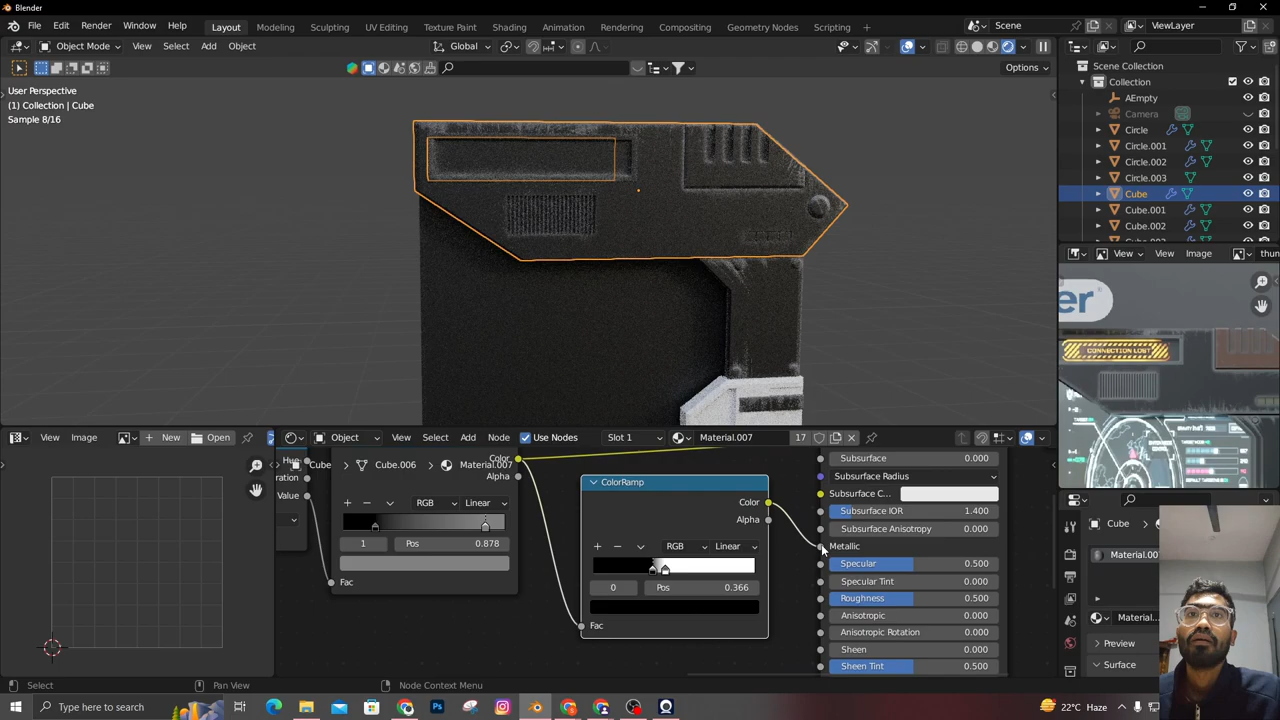 Blender
File Edit Render Window Help Layout Modeling Sculpting UV Editing Texture Paint Shading Animation Rendering Compositing Geometry Nodes Scripting + Scene ViewLayer
Object Mode View Select Add Object Global
Options
User Perspective
(1) Collection | Cube
Sample 8/16
Scene Collection
Collection
AEmpty
Camera
Circle
Circle.001
Circle.002
Circle.003
Cube
Cube.001
Cube.002
View View Image thun
er
CONNECTION LOST
View Image New Open Object View Select Add Node Use Nodes Slot 1 Material.007 17
Cube Cube.006 Material.007
Color
Alpha
Value
RGB Linear
1 Pos 0.878
Fac
ColorRamp
Color
Alpha
RGB Linear
0 Pos 0.366
Fac
Subsurface 0.000
Subsurface Radius
Subsurface C...
Subsurface IOR 1.400
Subsurface Anisotropy 0.000
Metallic
Specular 0.500
Specular Tint 0.000
Roughness 0.500
Anisotropic 0.000
Anisotropic Rotation 0.000
Sheen 0.000
Sheen Tint 0.500
Cube
Material.00
Material...
Preview
Surface
Select Pan View Node Context Menu
Type here to search
Ps
22°C Haze